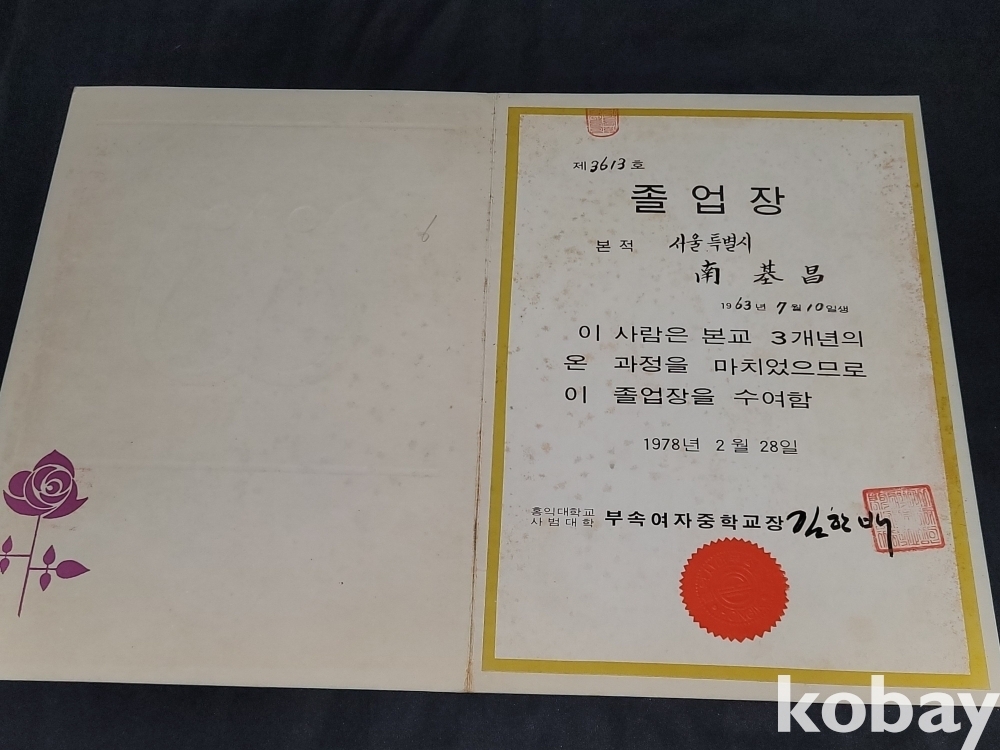 6
제3613호
졸업장
본적 서울특별시
南基昌
1963년 7월 10일생
이 사람은 본교 3개년의
온 과정을 마치었으므로
이 졸업장을 수여함
1978년 2월 28일
홍익대학교
사범대학 부속여자중학교장 김한백
kobay